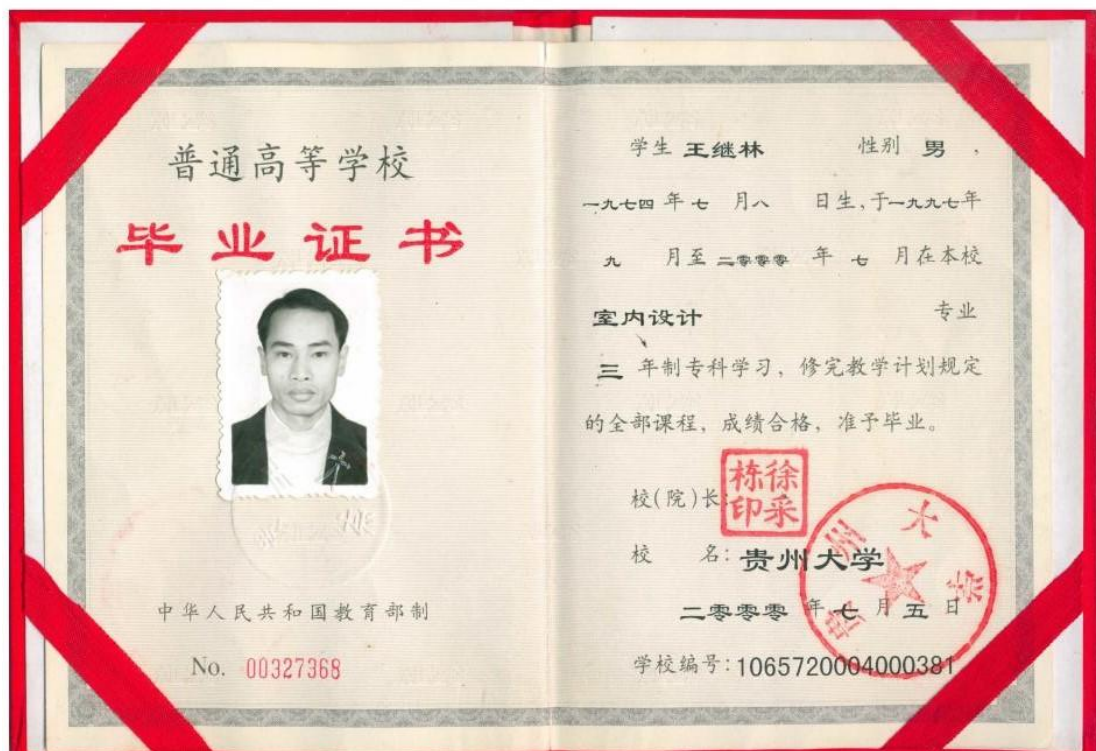 普通高等学校
毕业证书
中华人民共和国教育部制
No. 00327368
学生 王继林 性别 男,
一九七四 年 七 月 八 日生,于 一九九七 年
九 月至 二零零零 年 七 月在本校
室内设计 专业
三 年制专科学习,修完教学计划规定
的全部课程,成绩合格,准予毕业。
校(院)长:
徐采栋印
校 名: 贵州大学
贵州大学
二零零零 年 七 月 五 日
学校编号: 1065720004000381